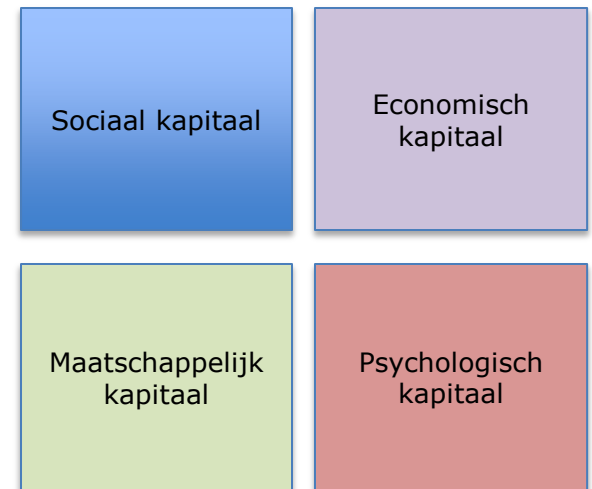 Sociaal kapitaal
Economisch
kapitaal
Maatschappelijk
kapitaal
Psychologisch
kapitaal